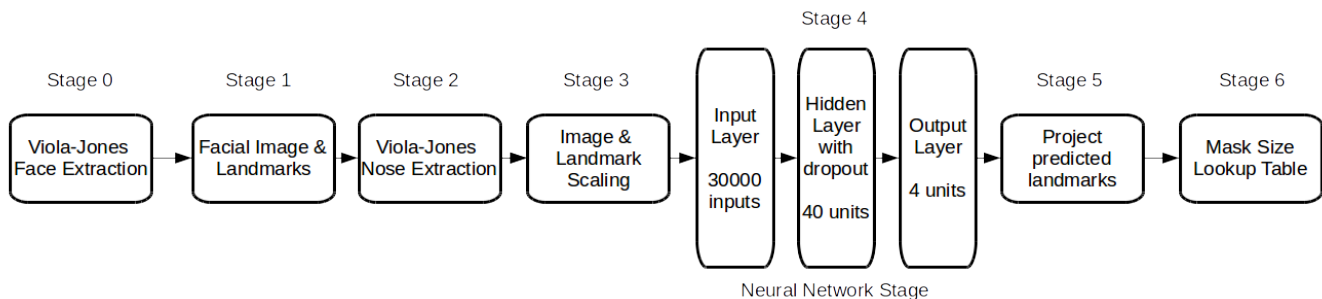 Stage 4
Stage 0
Stage 1
Stage 2
Stage 3
Stage 5
Stage 6
Viola-Jones
Face Extraction
Facial Image &
Landmarks
Viola-Jones
Nose Extraction
Image &
Landmark
Scaling
Input
Layer
30000
inputs
Hidden
Layer
with
dropout
40 units
Output
Layer
4 units
Project
predicted
landmarks
Mask Size
Lookup Table
Neural Network Stage